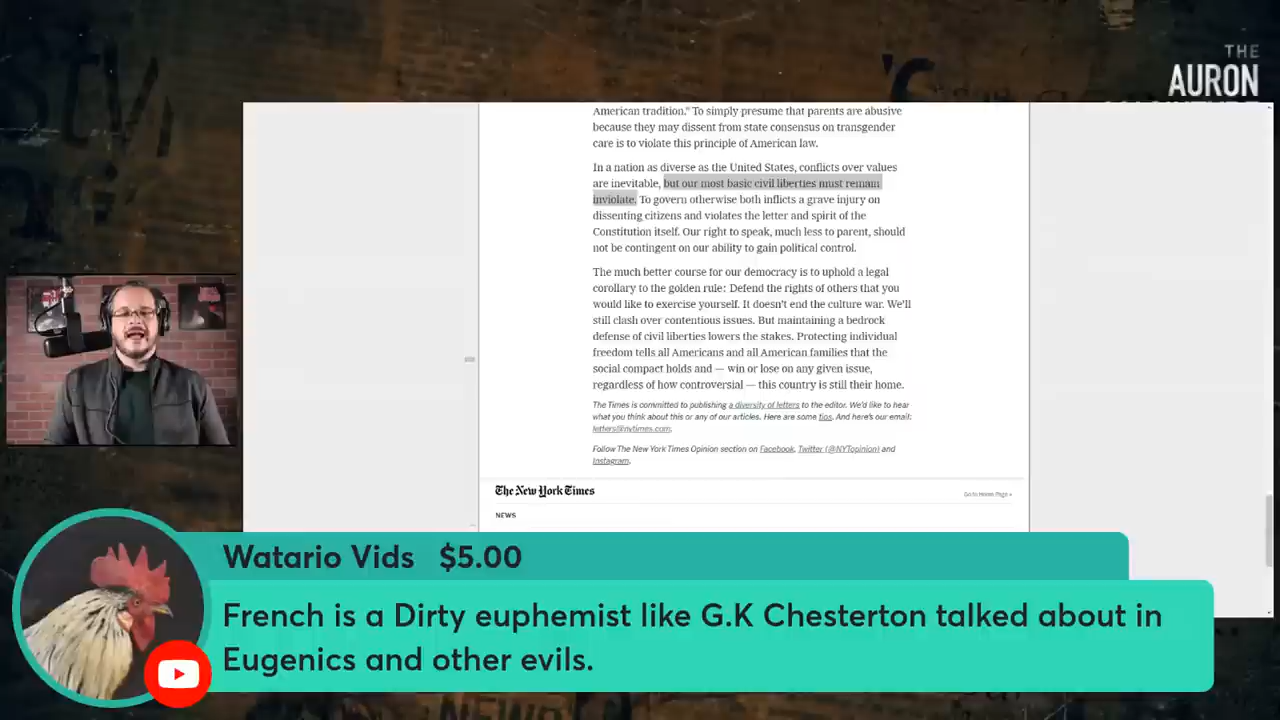 THE
AURON
American tradition." To simply presume that parents are abusive
because they may dissent from state consensus on transgender
care is to violate this principle of American law.
In a nation as diverse as the United States, conflicts over values
are inevitable, but our most basic civil liberties must remain
inviolate. To govern otherwise both inflicts a grave injury on
dissenting citizens and violates the letter and spirit of the
Constitution itself. Our right to speak, much less to parent, should
not be contingent on our ability to gain political control.
The much better course for our democracy is to uphold a legal
corollary to the golden rule: Defend the rights of others that you
would like to exercise yourself. It doesn't end the culture war. We'll
still clash over contentious issues. But maintaining a bedrock
defense of civil liberties lowers the stakes. Protecting individual
freedom tells all Americans and all American families that the
social compact holds and — win or lose on any given issue,
regardless of how controversial — this country is still their home.
The Times is committed to publishing a diversity of letters to the editor. We'd like to hear
what you think about this or any of our articles. Here are some tips. And here's our email:
letters@nytimes.com.
Follow The New York Times Opinion section on Facebook, Twitter (@NYTopinion) and
Instagram.
The New York Times
Go to Home Page »
NEWS
Watario Vids $5.00
French is a Dirty euphemist like G.K Chesterton talked about in
Eugenics and other evils.